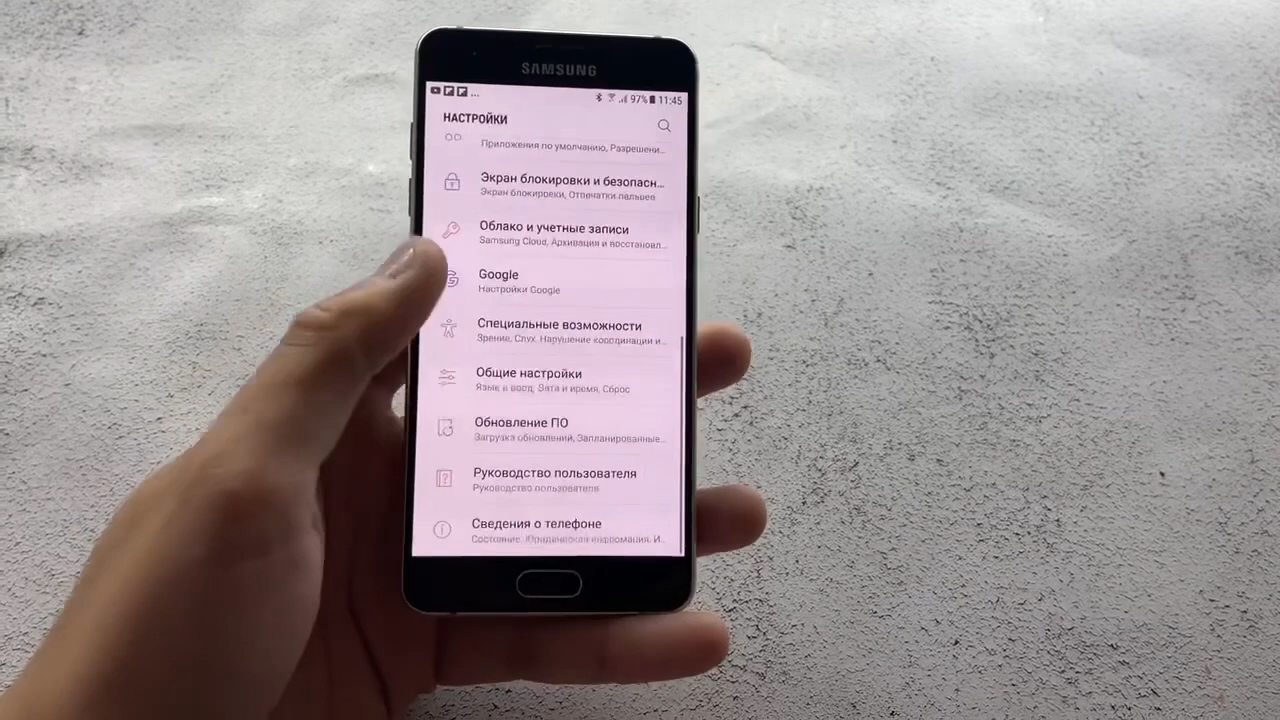 SAMSUNG
... 97% 11:45
НАСТРОЙКИ
Приложения по умолчанию, Разрешени...
Экран блокировки и безопасн...
Экран блокировки, Отпечатки пальцев
Облако и учетные записи
Samsung Cloud, Архивация и восстановл...
Google
Настройки Google
Специальные возможности
Зрение, Слух, Нарушение координации и...
Общие настройки
Язык и ввод, Дата и время, Сброс
Обновление ПО
Загрузка обновлений, Запланированные...
Руководство пользователя
Руководство пользователя
Сведения о телефоне
Состояние, Юридическая информация, И...